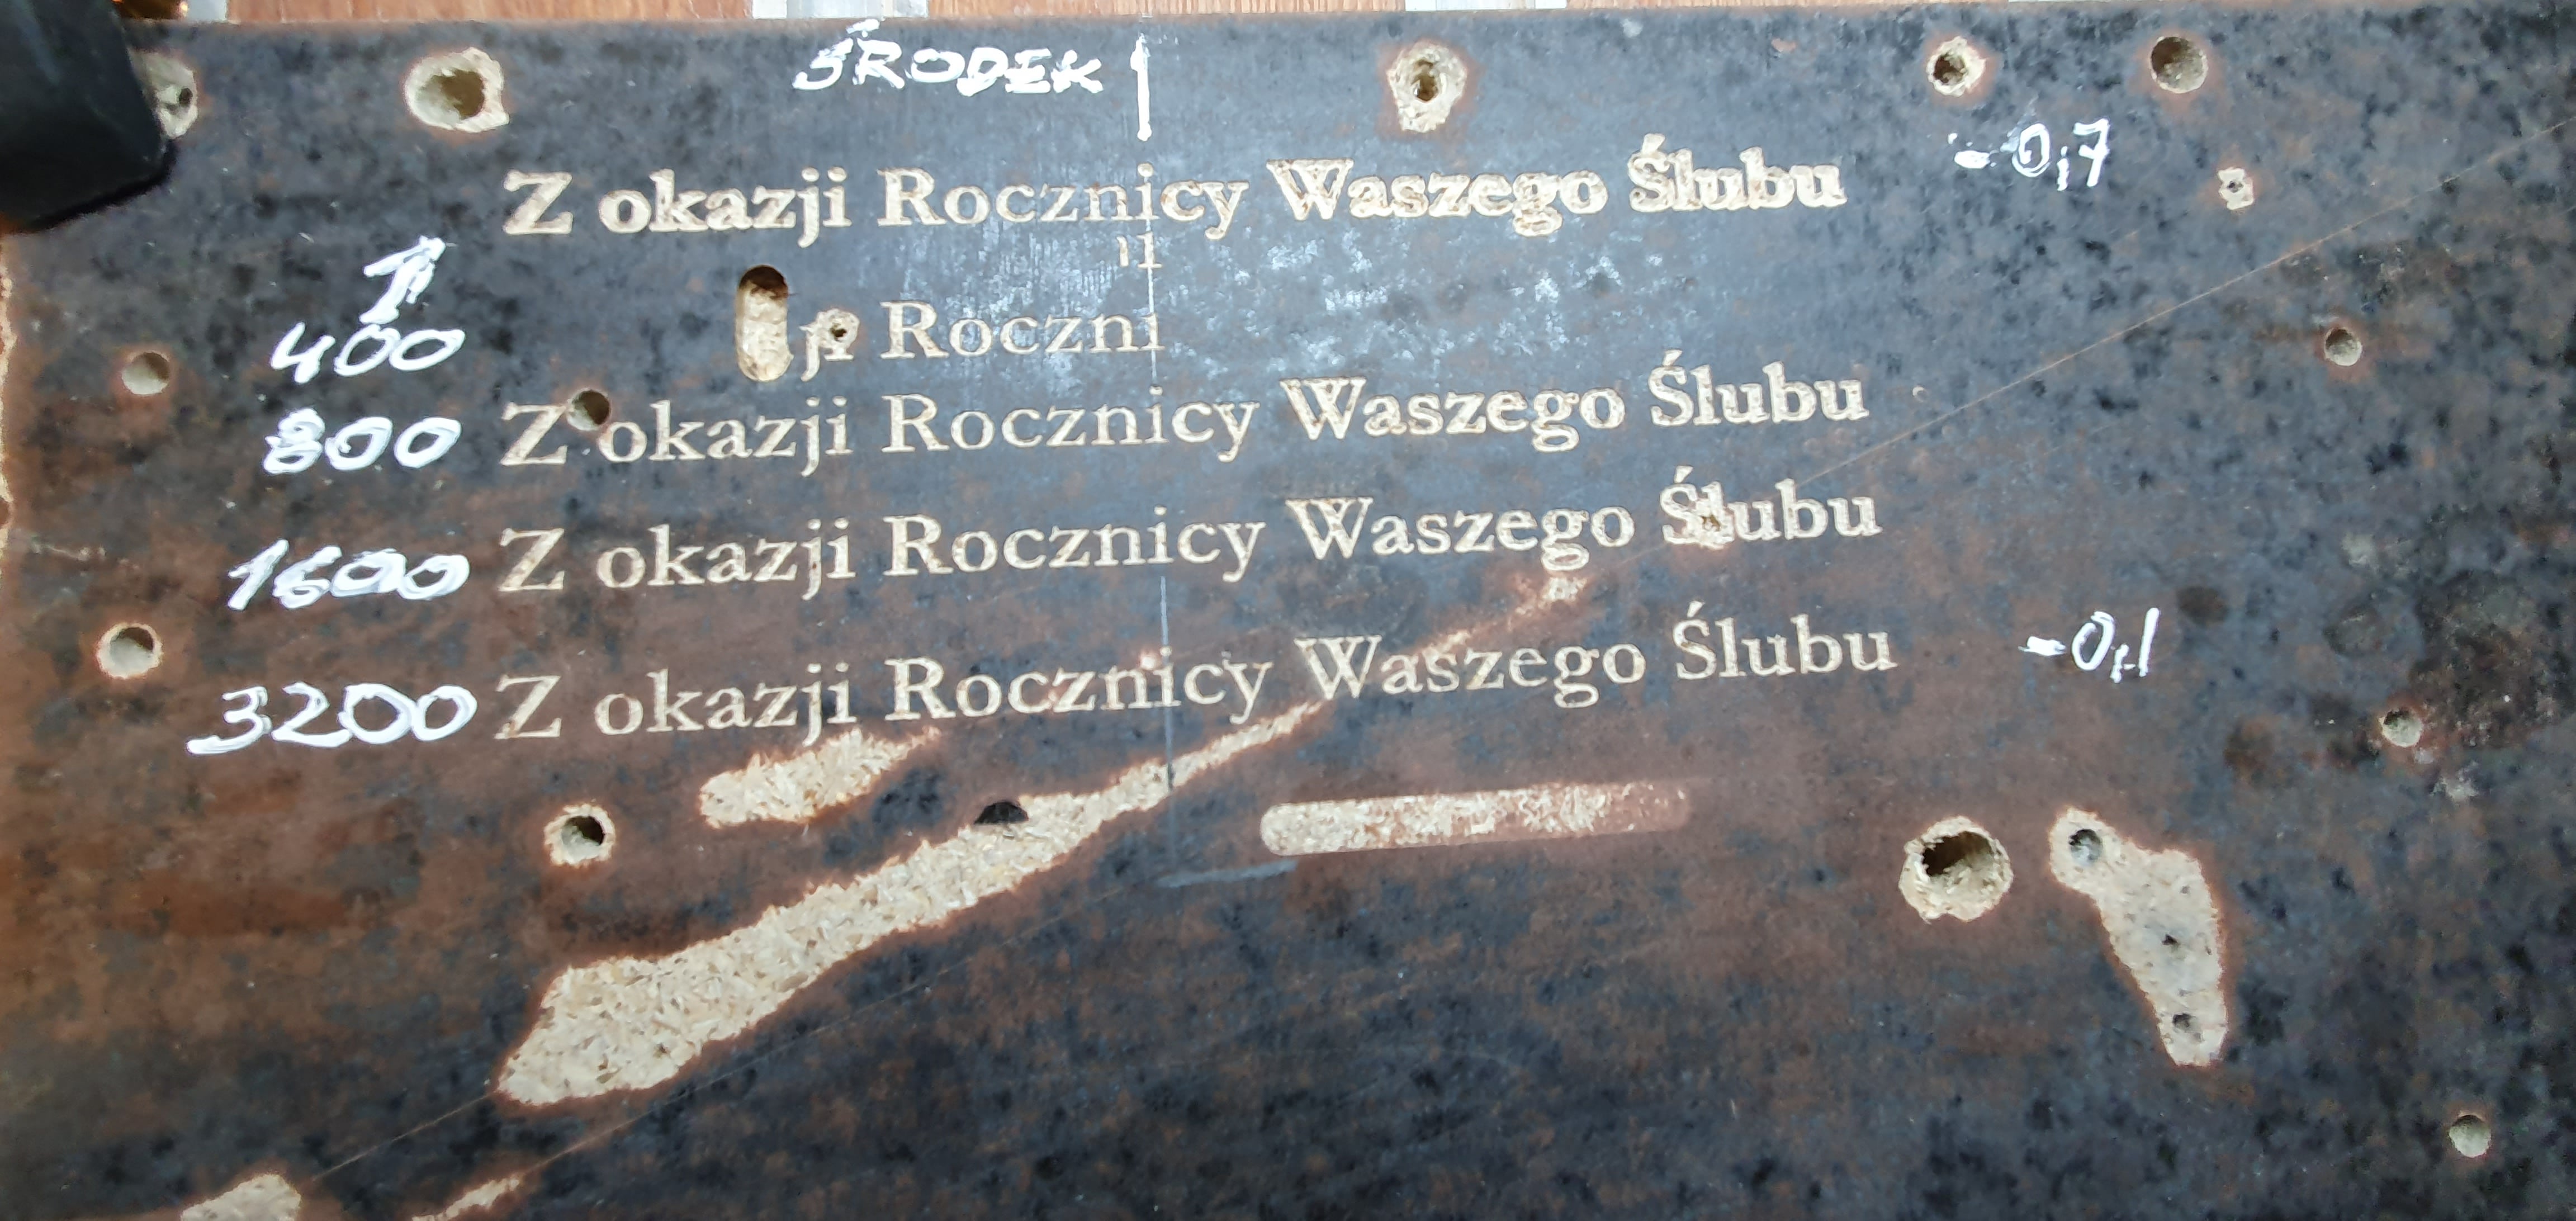 ŚRODEK
-0,7
Z okazji Rocznicy Waszego Ślubu
400 ji Roczni
800 Z okazji Rocznicy Waszego Ślubu
1600 Z okazji Rocznicy Waszego Ślubu
3200 Z okazji Rocznicy Waszego Ślubu -0,1